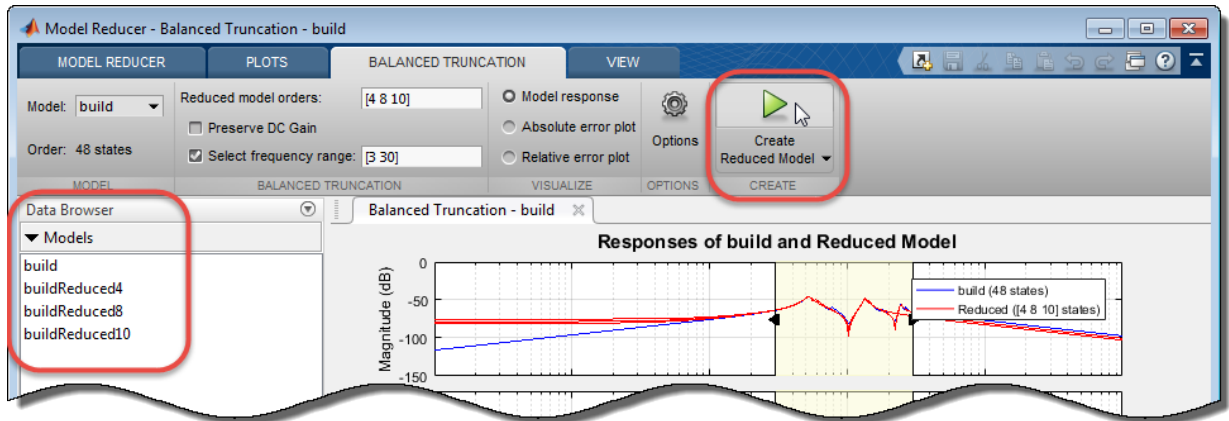 Model Reducer - Balanced Truncation - build
MODEL REDUCER PLOTS BALANCED TRUNCATION VIEW
Model: build
Order: 48 states
MODEL
Reduced model orders: [4 8 10]
Preserve DC Gain
Select frequency range: [3 30]
BALANCED TRUNCATION
Model response
Absolute error plot
Relative error plot
VISUALIZE
Options
OPTIONS
Create
Reduced Model
CREATE
Data Browser
Models
build
buildReduced4
buildReduced8
buildReduced10
Balanced Truncation - build
Responses of build and Reduced Model
Magnitude (dB)
0
-50
-100
-150
build (48 states)
Reduced ([4 8 10] states)